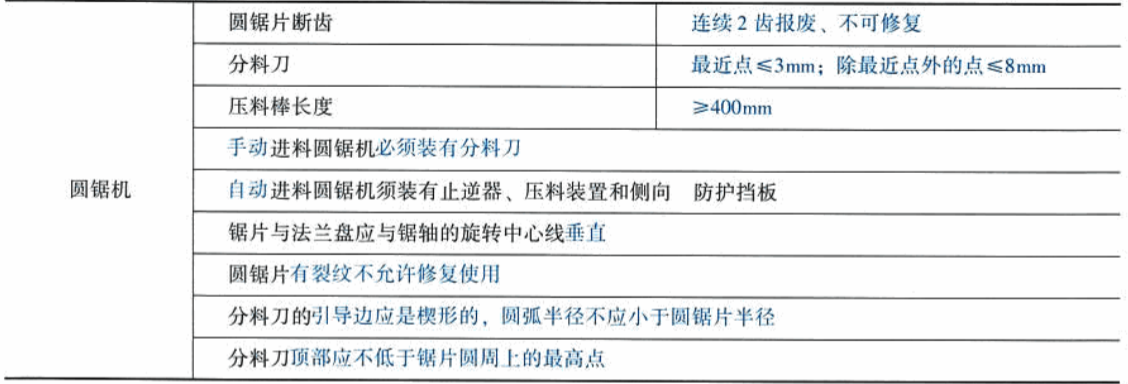 圆锯机
圆锯片断齿 连续2齿报废、不可修复
分料刀 最近点≤3mm；除最近点外的点≤8mm
压料棒长度 ≥400mm
手动进料圆锯机必须装有分料刀
自动进料圆锯机须装有止逆器、压料装置和侧向 防护挡板
锯片与法兰盘应与锯轴的旋转中心线垂直
圆锯片有裂纹不允许修复使用
分料刀的引导边应是楔形的，圆弧半径不应小于圆锯片半径
分料刀顶部应不低于锯片圆周上的最高点